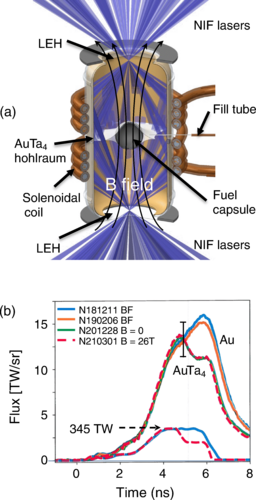 NIF lasers
LEH
(a)
Fill tube
AuTa4
hohlraum
B field
Solenoidal
coil
Fuel
capsule
LEH
NIF lasers
(b)
N181211 BF
N190206 BF
N201228 B = 0
N210301 B = 26T
Au
AuTa4
345 TW
Flux [TW/sr]
15
10
5
0
0 2 4 6 8
Time (ns)